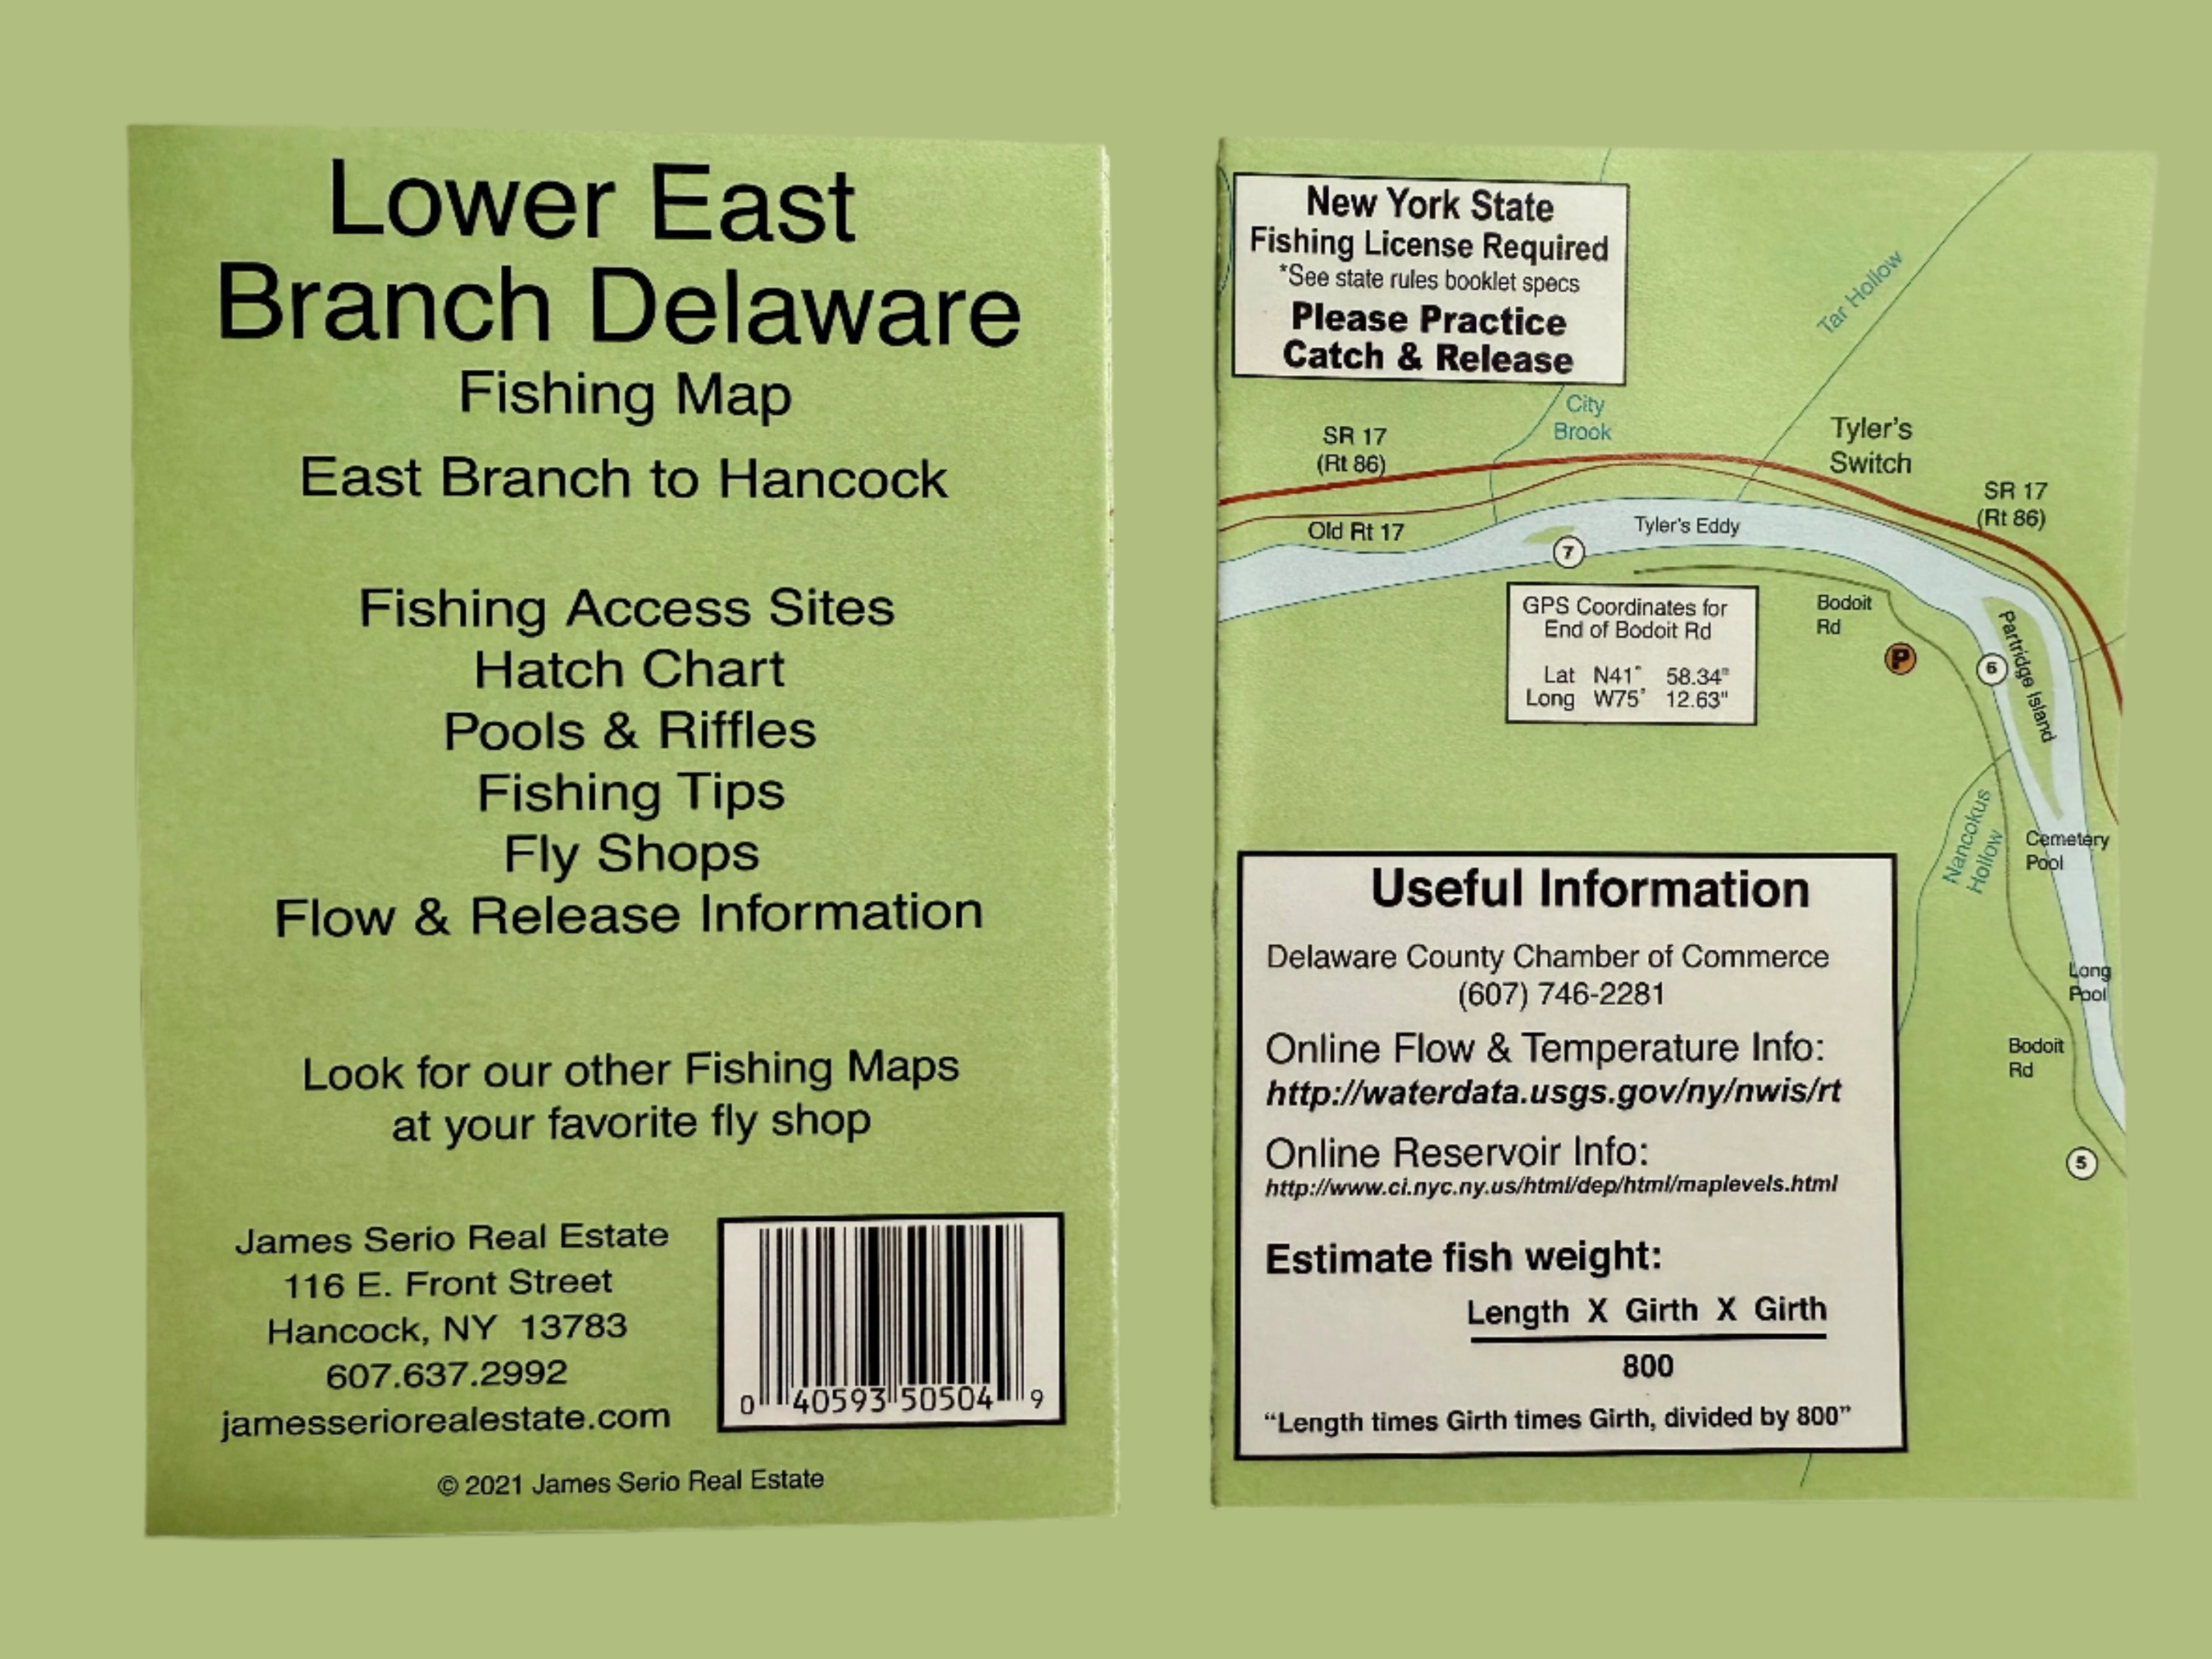 Lower East
Branch Delaware
Fishing Map
East Branch to Hancock
Fishing Access Sites
Hatch Chart
Pools & Riffles
Fishing Tips
Fly Shops
Flow & Release Information
Look for our other Fishing Maps
at your favorite fly shop
James Serio Real Estate
116 E. Front Street
Hancock, NY 13783
607.637.2992
jamesseriorealestate.com
0 40593 50504 9
© 2021 James Serio Real Estate
New York State
Fishing License Required
*See state rules booklet specs
Please Practice
Catch & Release
Tar Hollow
City
Brook
SR 17
(Rt 86)
Tyler's
Switch
SR 17
(Rt 86)
Old Rt 17
Tyler's Eddy
7
GPS Coordinates for
End of Bodoit Rd
Lat N41° 58.34"
Long W75° 12.63"
Bodoit
Rd
P
6
Partridge Island
Nancokus
Hollow
Cemetery
Pool
Long
Pool
Bodoit
Rd
5
Useful Information
Delaware County Chamber of Commerce
(607) 746-2281
Online Flow & Temperature Info:
http://waterdata.usgs.gov/ny/nwis/rt
Online Reservoir Info:
http://www.ci.nyc.ny.us/html/dep/html/maplevels.html
Estimate fish weight:
Length X Girth X Girth
800
“Length times Girth times Girth, divided by 800”